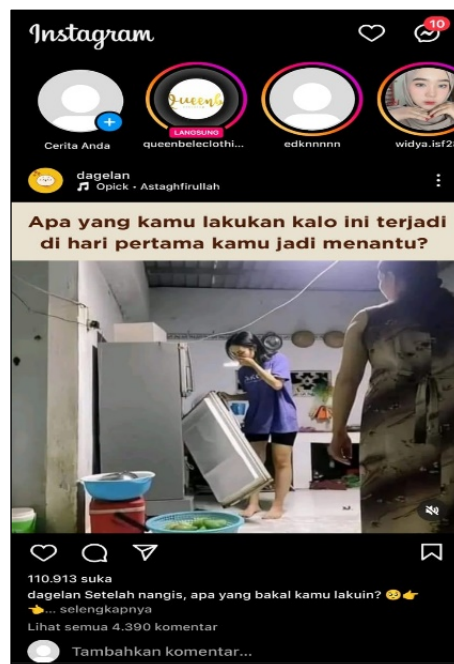 Instagram
10
Queenb
LANGSUNG
Cerita Anda
queenbeleclothi...
edknnnnn
widya.isf2
dagelan
Opick • Astaghfirullah
Apa yang kamu lakukan kalo ini terjadi
di hari pertama kamu jadi menantu?
110.913 suka
dagelan Setelah nangis, apa yang bakal kamu lakuin? 🥺👉
👈... selengkapnya
Lihat semua 4.390 komentar
Tambahkan komentar...